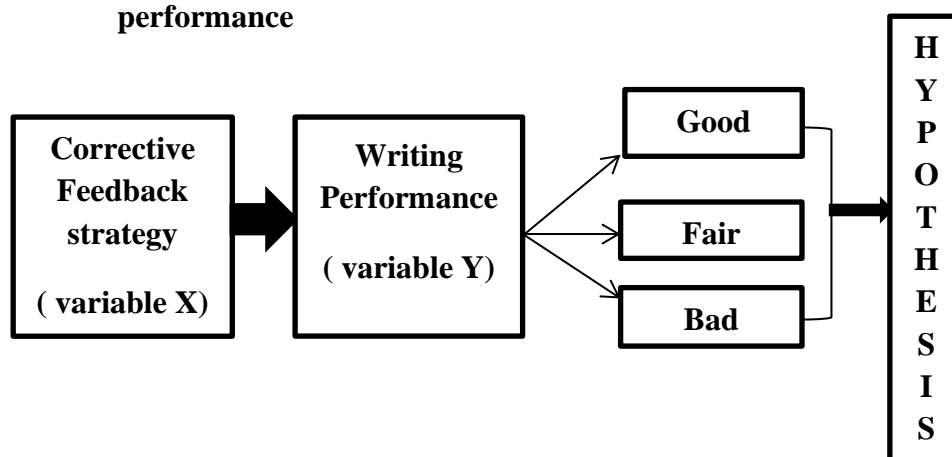 performance
Corrective
Feedback
strategy
( variable X)
Writing
Performance
( variable Y)
Good
Fair
Bad
H
Y
P
O
T
H
E
S
I
S